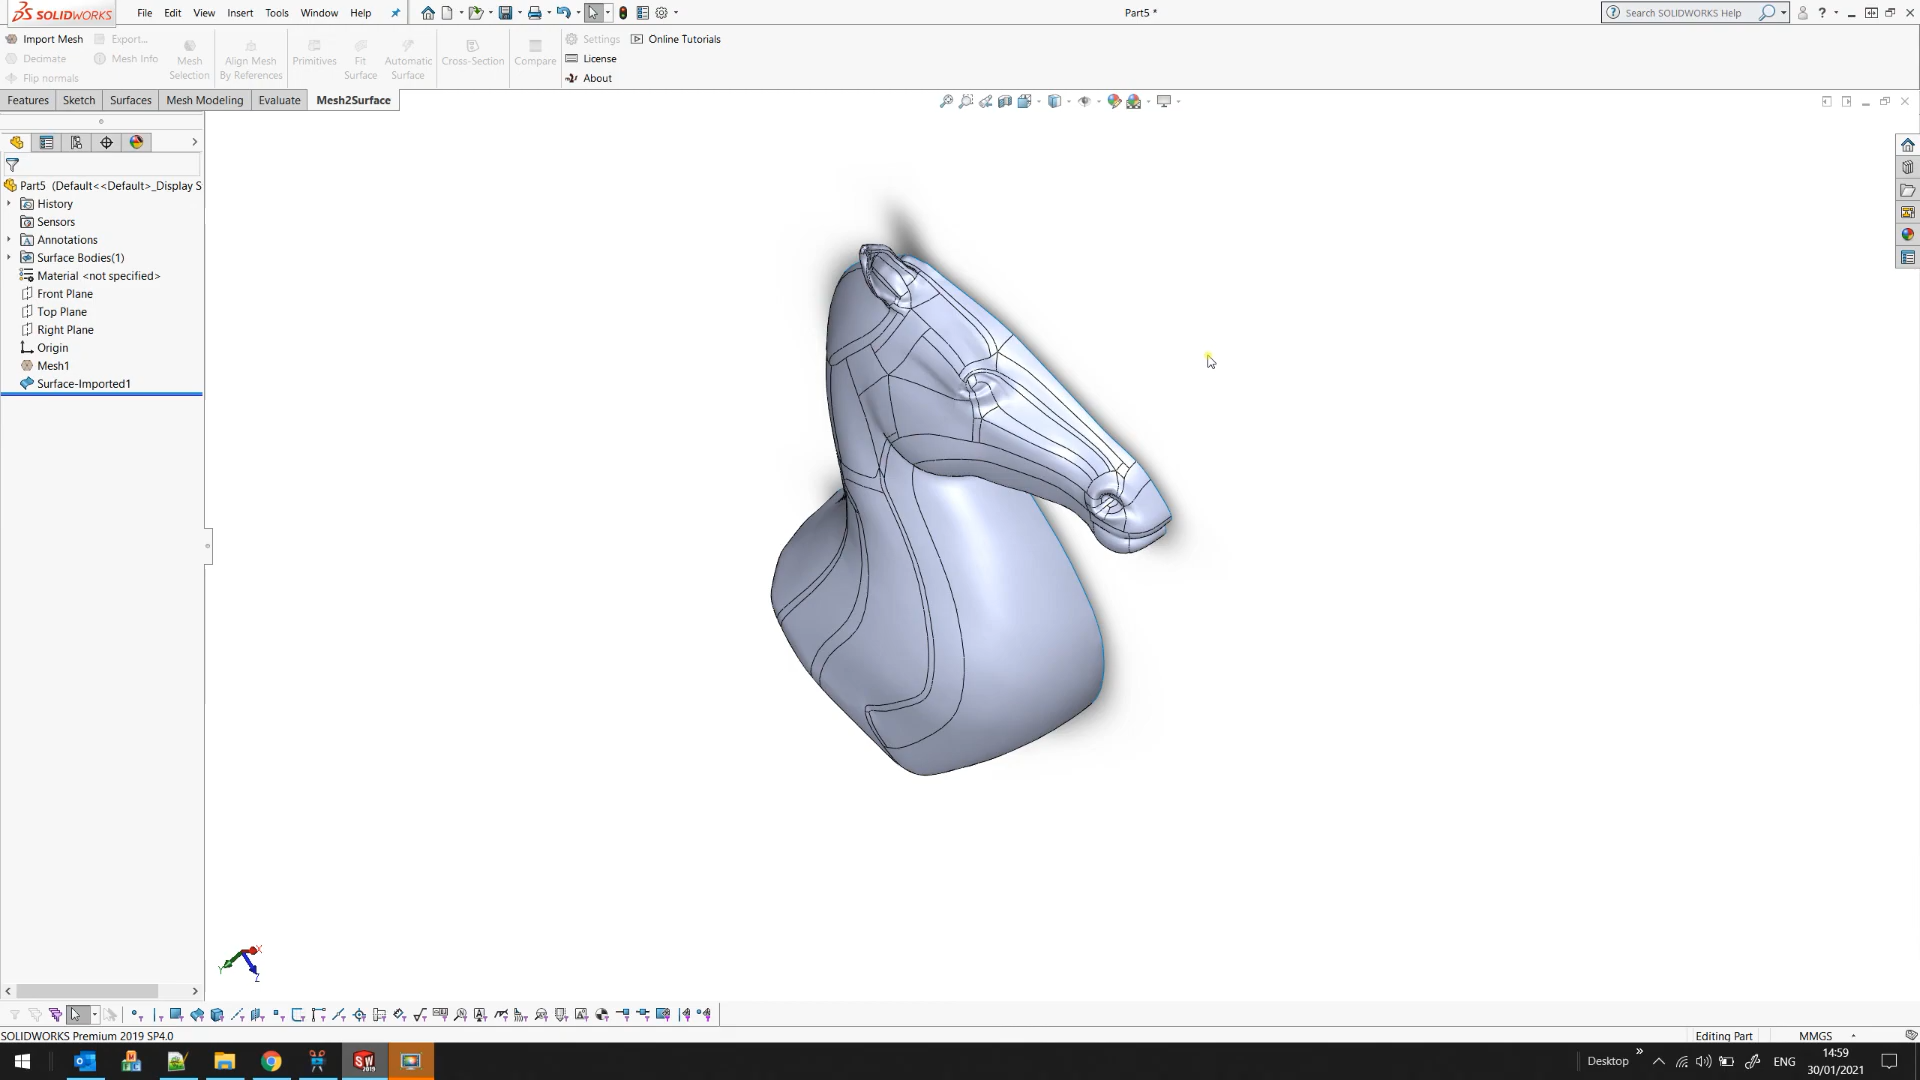 SOLIDWORKS File Edit View Insert Tools Window Help Part5 * Search SOLIDWORKS Help ?
Import Mesh Export... Settings Online Tutorials
Decimate Mesh Info Mesh Selection Align Mesh By References Primitives Fit Surface Automatic Surface Cross-Section Compare License
Flip normals About
Features Sketch Surfaces Mesh Modeling Evaluate Mesh2Surface
Part5 (Default<<Default>_Display S
History
Sensors
Annotations
Surface Bodies(1)
Material <not specified>
Front Plane
Top Plane
Right Plane
Origin
Mesh1
Surface-Imported1
X
Y
Z
SOLIDWORKS Premium 2019 SP4.0 Editing Part MMGS
Desktop ENG 14:59
30/01/2021